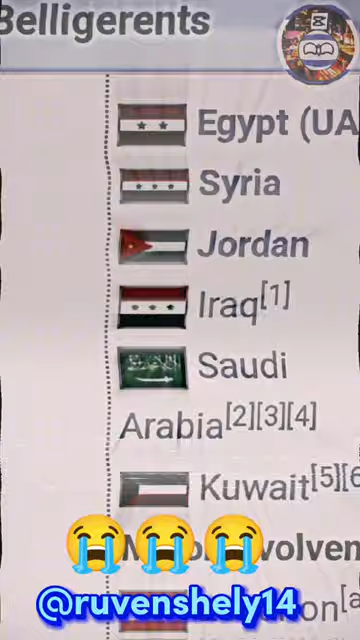 Belligerents
Egypt (UA
Syria
Jordan
Iraq[1]
Saudi
Arabia[2][3][4]
Kuwait[5][6
@ruvenshely14